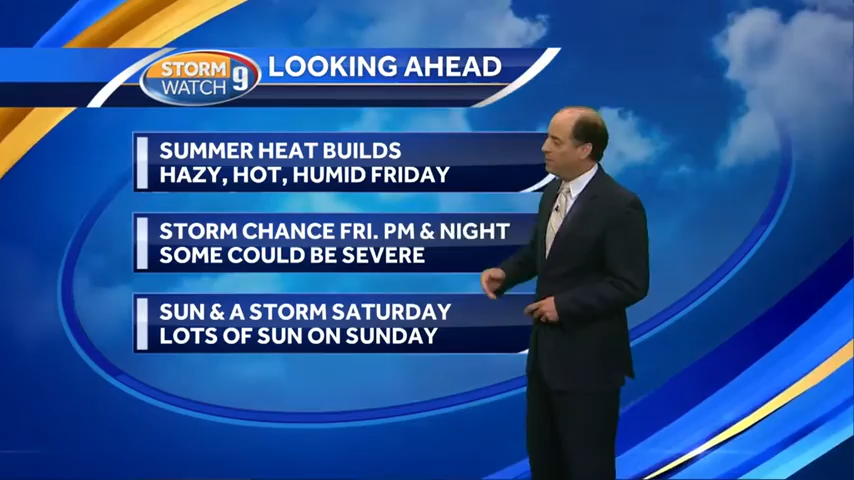 STORM
WATCH 9
LOOKING AHEAD
SUMMER HEAT BUILDS
HAZY, HOT, HUMID FRIDAY
STORM CHANCE FRI. PM & NIGHT
SOME COULD BE SEVERE
SUN & A STORM SATURDAY
LOTS OF SUN ON SUNDAY